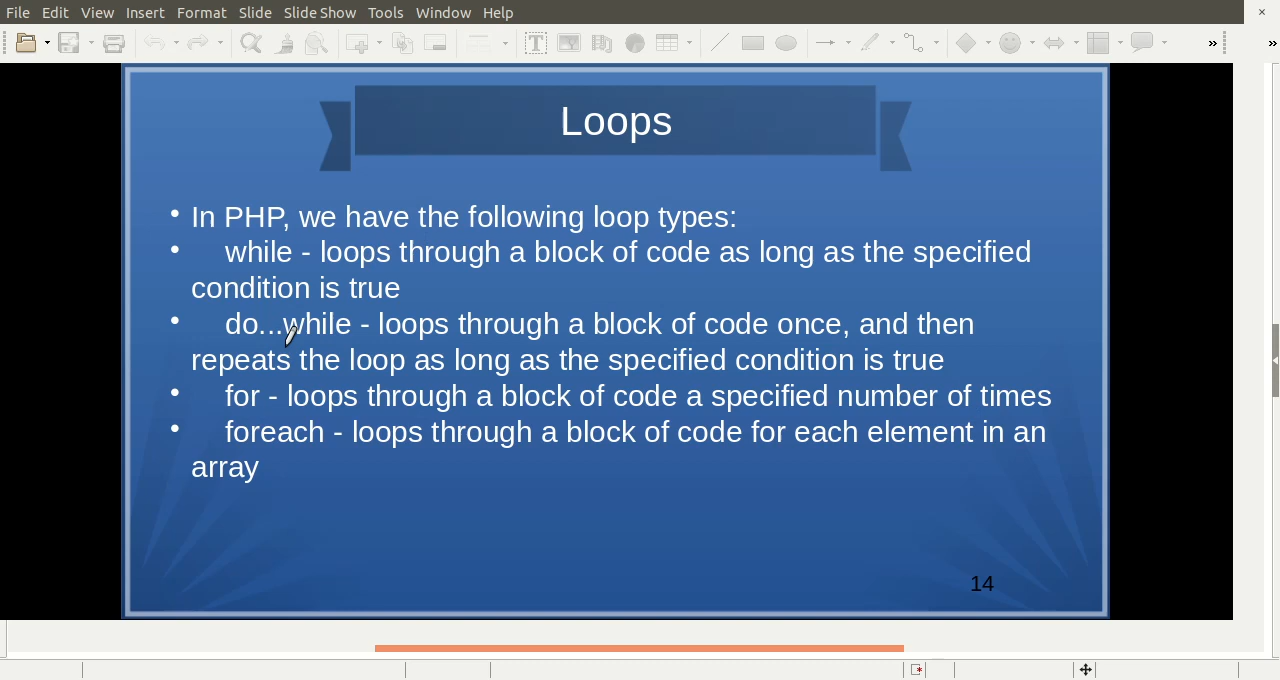 File Edit View Insert Format Slide Slide Show Tools Window Help
Loops
• In PHP, we have the following loop types:
• while - loops through a block of code as long as the specified
condition is true
• do...while - loops through a block of code once, and then
repeats the loop as long as the specified condition is true
• for - loops through a block of code a specified number of times
• foreach - loops through a block of code for each element in an
array
14